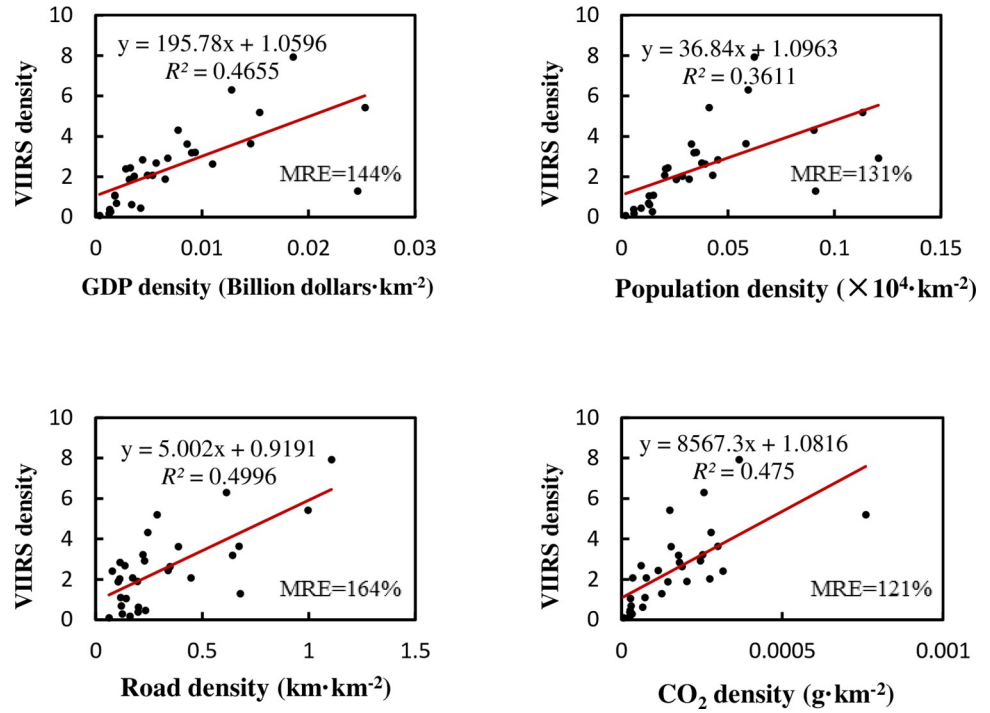 10
8
6
4
2
0
VIIRS density
y = 195.78x + 1.0596
R² = 0.4655
MRE=144%
0 0.01 0.02 0.03
GDP density (Billion dollars·km⁻²)
10
8
6
4
2
0
VIIRS density
y = 36.84x + 1.0963
R² = 0.3611
MRE=131%
0 0.05 0.1 0.15
Population density (×10⁴·km⁻²)
10
8
6
4
2
0
VIIRS density
y = 5.002x + 0.9191
R² = 0.4996
MRE=164%
0 0.5 1 1.5
Road density (km·km⁻²)
10
8
6
4
2
0
VIIRS density
y = 8567.3x + 1.0816
R² = 0.475
MRE=121%
0 0.0005 0.001
CO₂ density (g·km⁻²)